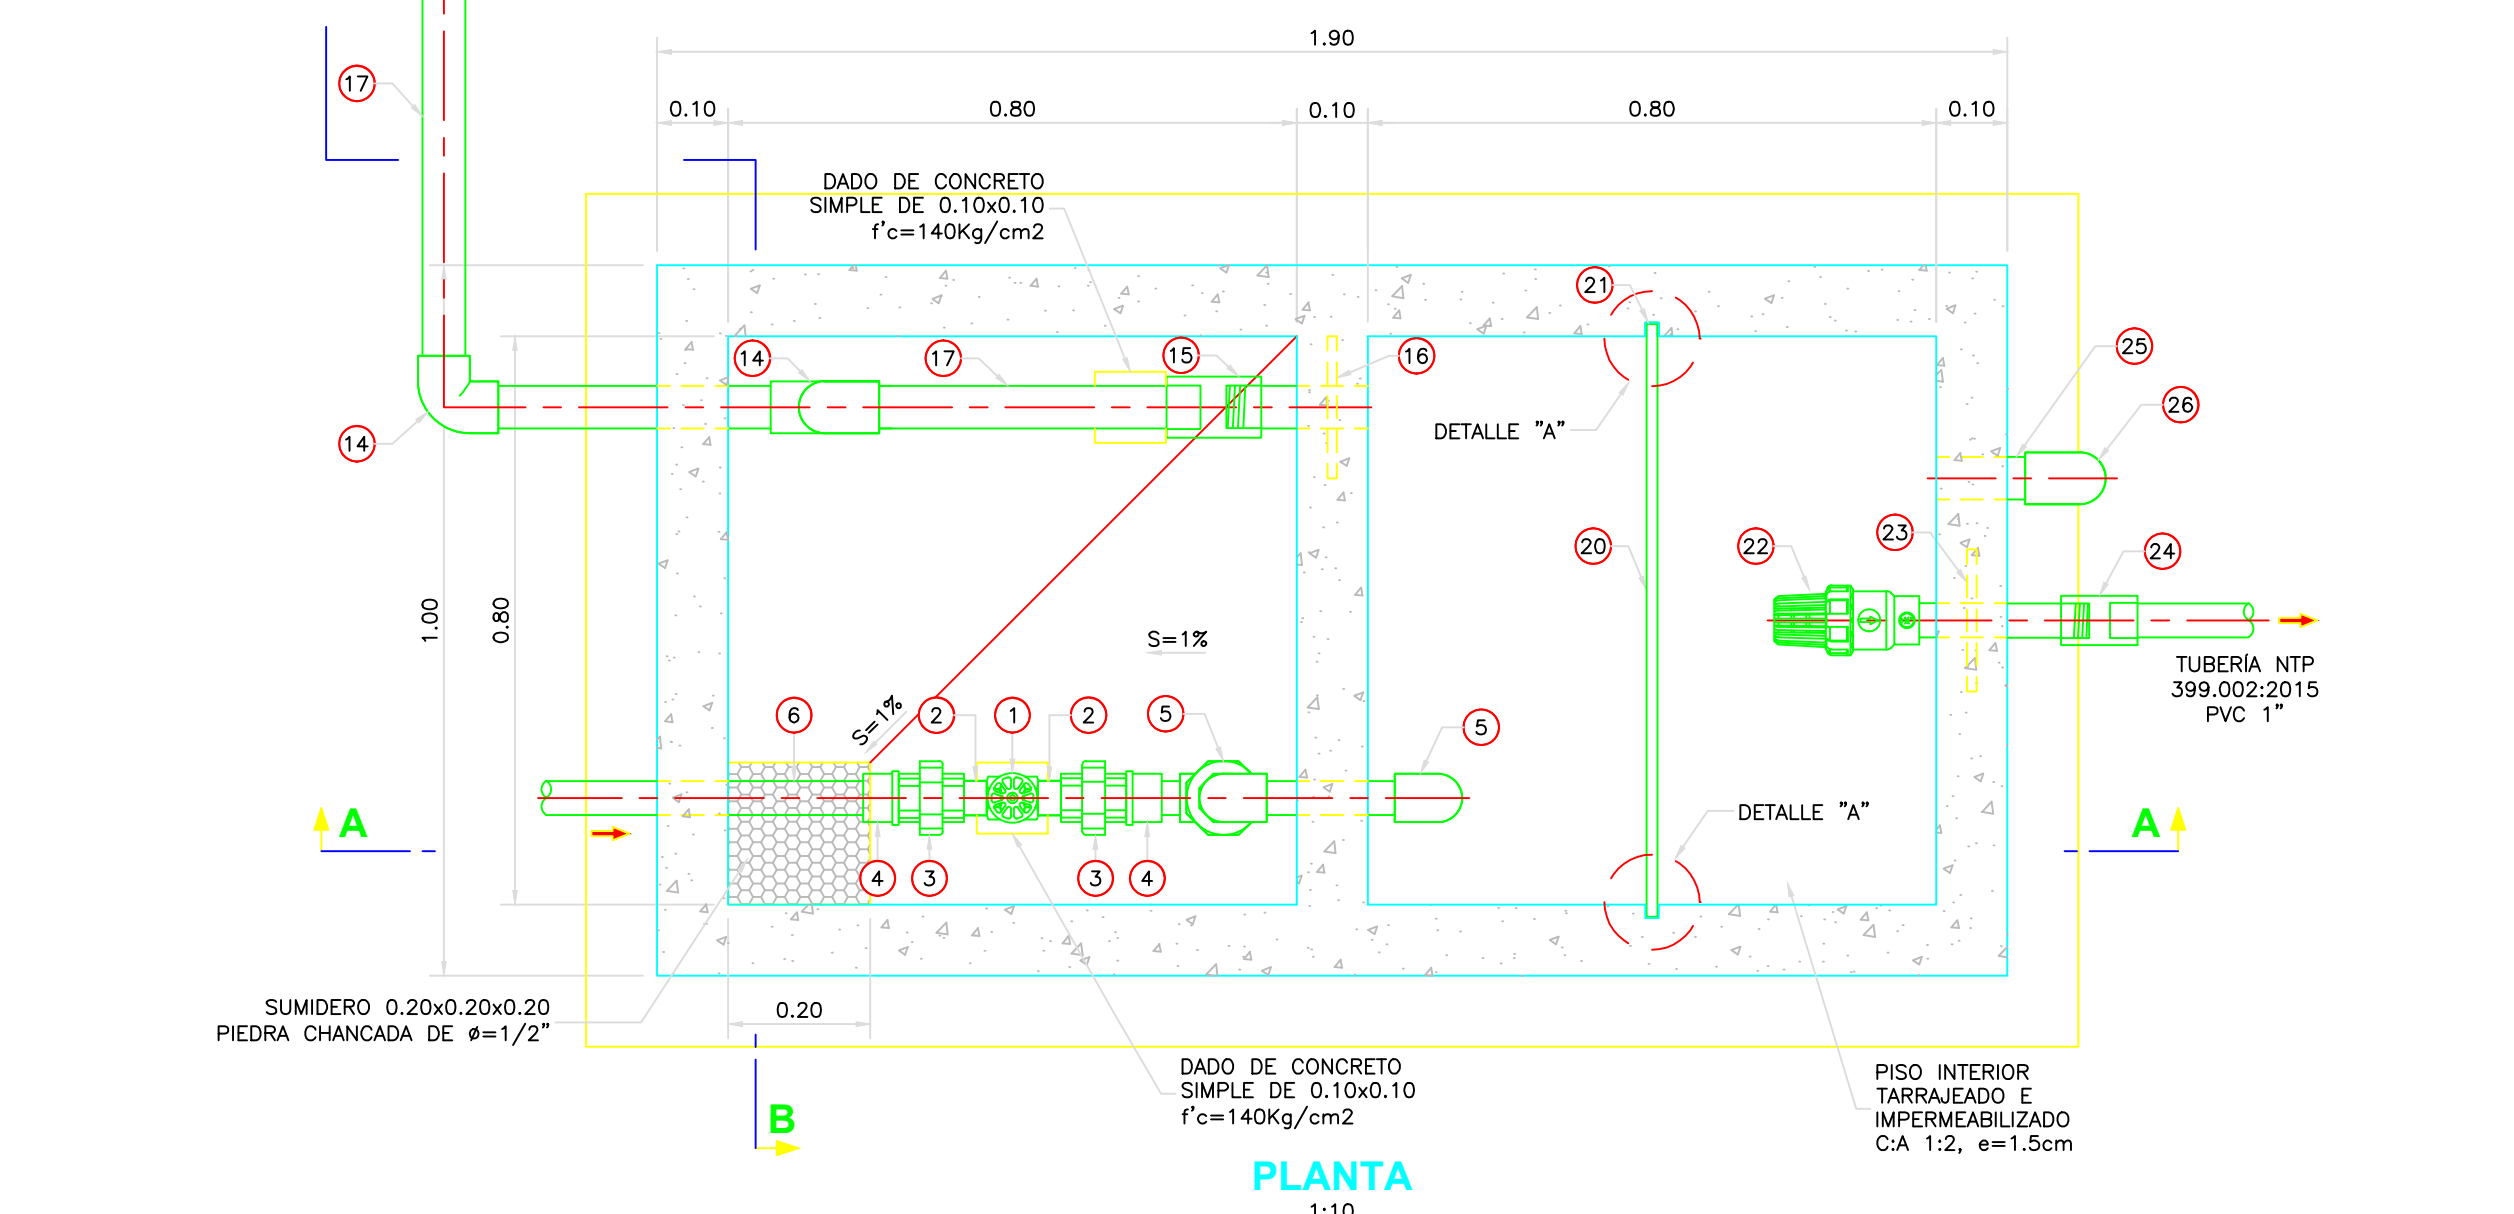 1.90
17
0.10
0.80
0.10
0.80
0.10
DADO DE CONCRETO
SIMPLE DE 0.10x0.10
f'c=140Kg/cm2
21
14
17
15
16
25
26
14
DETALLE "A"
20
22
23
24
1.00
0.80
S=1%
TUBERÍA NTP
399.002:2015
PVC 1"
6
S=1%
2
1
2
5
5
A
DETALLE "A"
A
4
3
3
4
SUMIDERO 0.20x0.20x0.20
PIEDRA CHANCADA DE ø=1/2"
0.20
DADO DE CONCRETO
SIMPLE DE 0.10x0.10
f'c=140Kg/cm2
PISO INTERIOR
TARRAJEADO E
IMPERMEABILIZADO
C:A 1:2, e=1.5cm
B
PLANTA
1:10